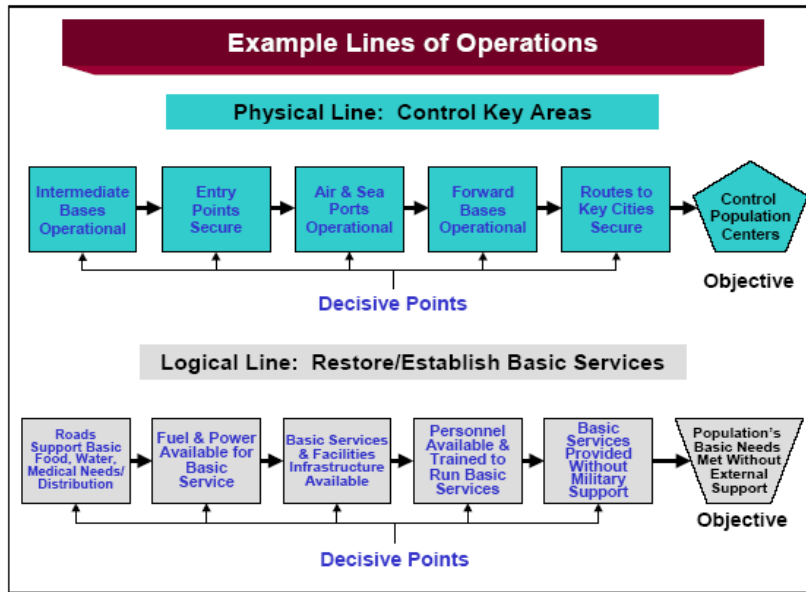 Example Lines of Operations
Physical Line: Control Key Areas
Intermediate
Bases
Operational
Entry
Points
Secure
Air & Sea
Ports
Operational
Forward
Bases
Operational
Routes to
Key Cities
Secure
Control
Population
Centers
Objective
Decisive Points
Logical Line: Restore/Establish Basic Services
Roads
Support Basic
Food, Water,
Medical Needs/
Distribution
Fuel & Power
Available for
Basic
Service
Basic Services
& Facilities
Infrastructure
Available
Personnel
Available &
Trained to
Run Basic
Services
Basic
Services
Provided
Without
Military
Support
Population's
Basic Needs
Met Without
External
Support
Objective
Decisive Points